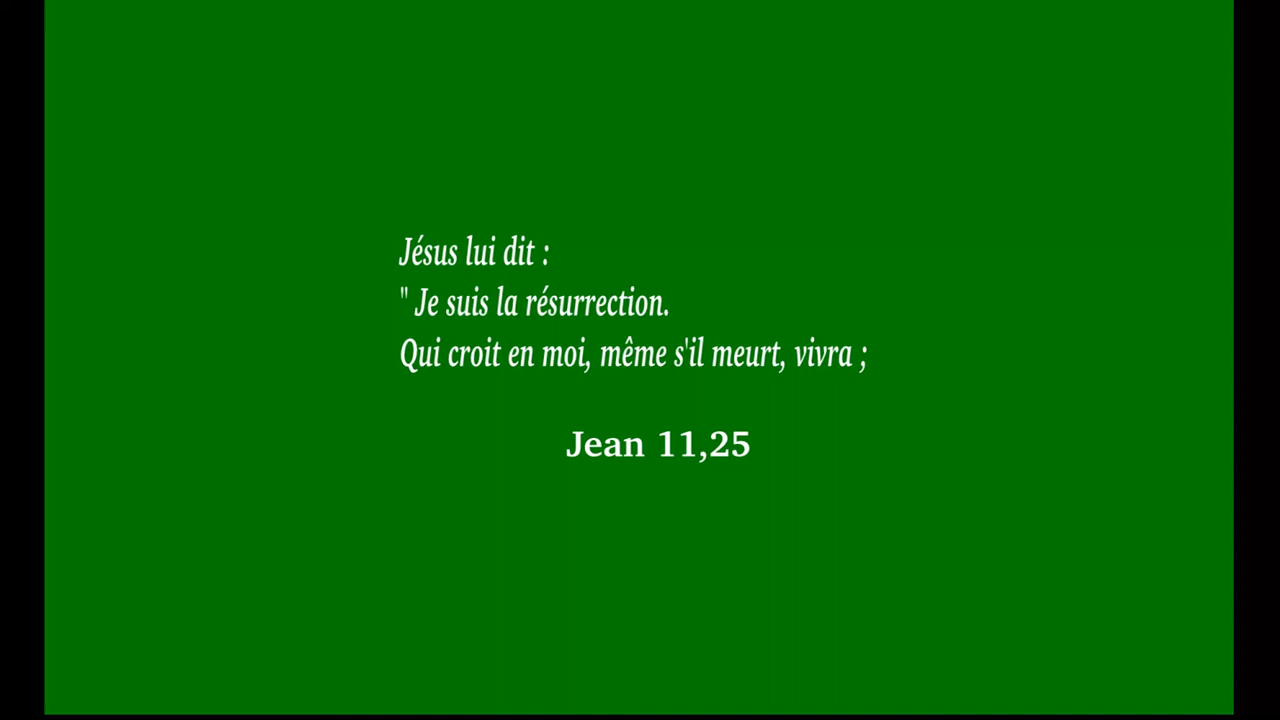 Jésus lui dit :
" Je suis la résurrection.
Qui croit en moi, même s'il meurt, vivra ;
Jean 11,25